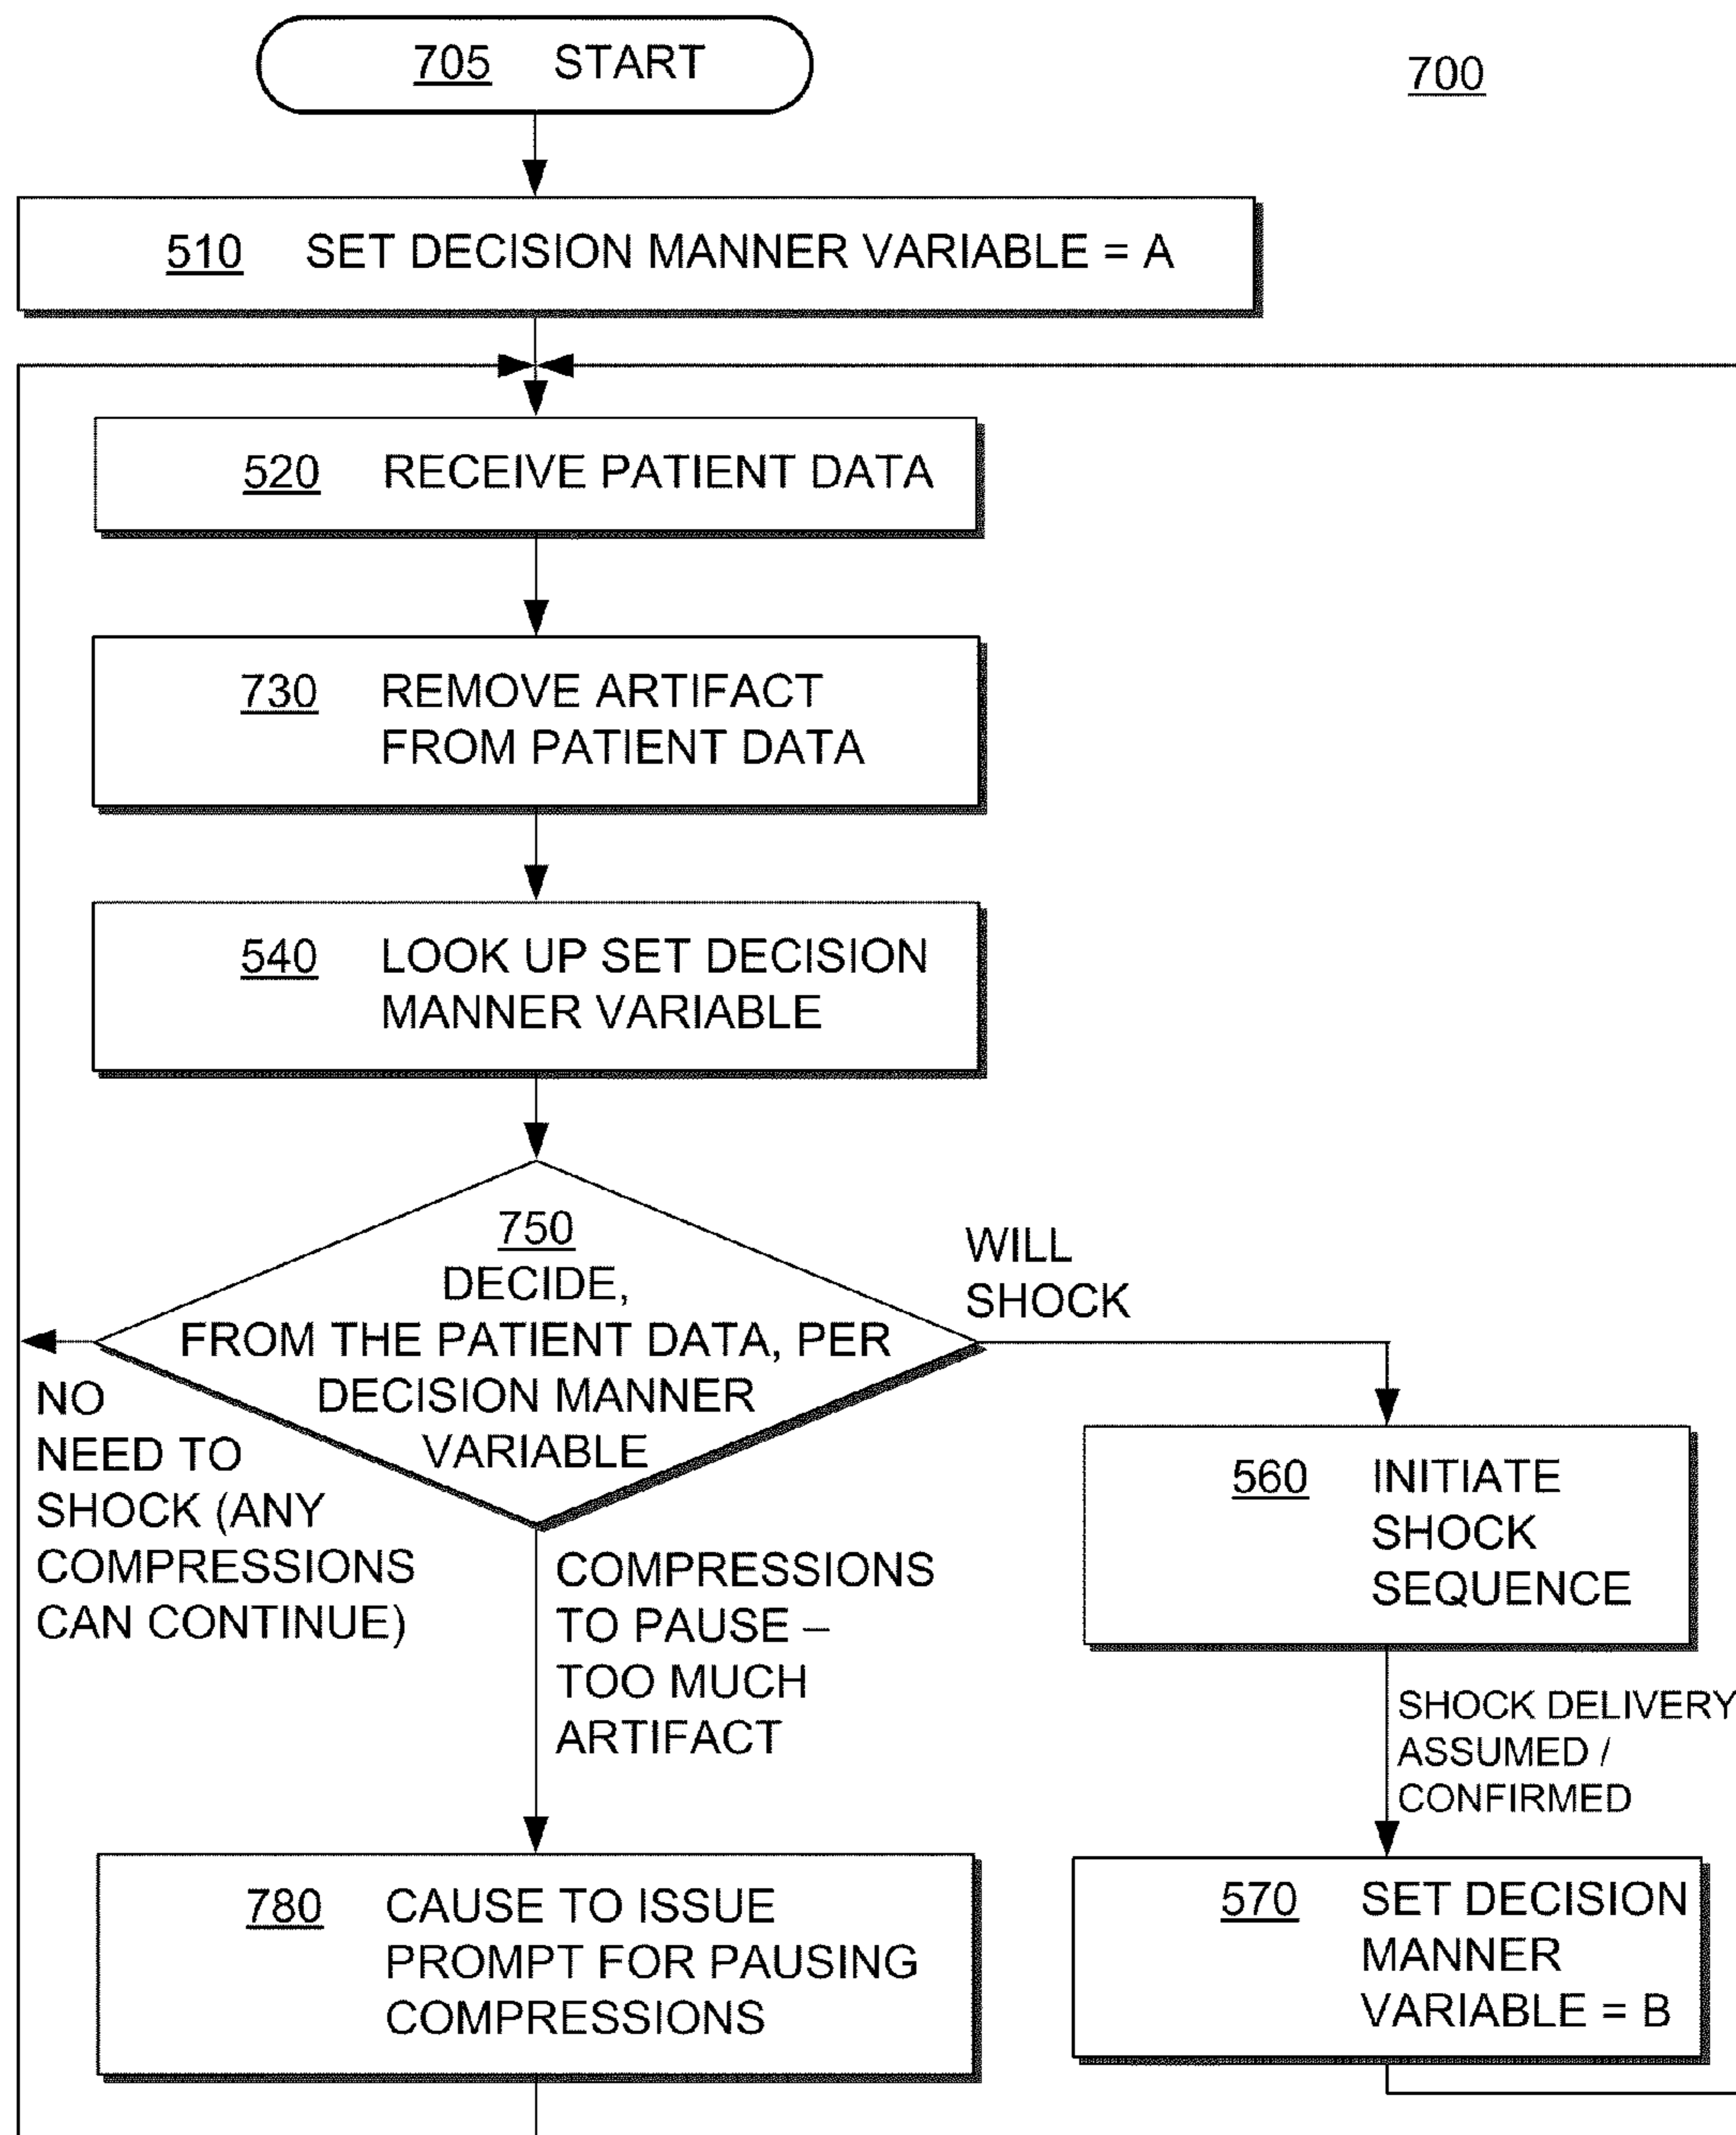 705 START
700
510 SET DECISION MANNER VARIABLE = A
520 RECEIVE PATIENT DATA
730 REMOVE ARTIFACT
FROM PATIENT DATA
540 LOOK UP SET DECISION
MANNER VARIABLE
750
DECIDE,
FROM THE PATIENT DATA, PER
DECISION MANNER
VARIABLE
WILL
SHOCK
NO
NEED TO
SHOCK (ANY
COMPRESSIONS
CAN CONTINUE)
COMPRESSIONS
TO PAUSE –
TOO MUCH
ARTIFACT
560 INITIATE
SHOCK
SEQUENCE
SHOCK DELIVERY
ASSUMED /
CONFIRMED
780 CAUSE TO ISSUE
PROMPT FOR PAUSING
COMPRESSIONS
570 SET DECISION
MANNER
VARIABLE = B